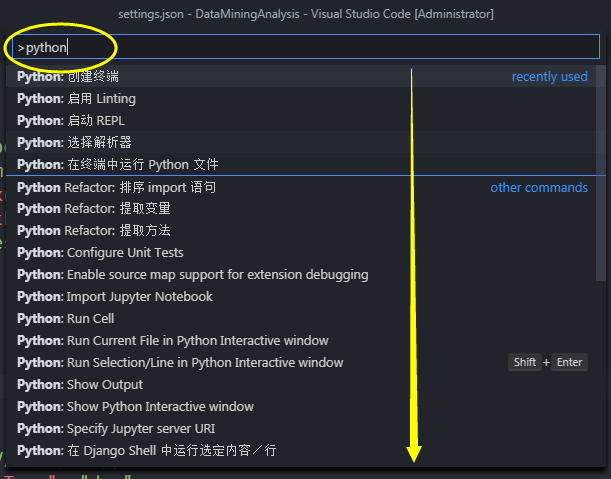 settings.json - DataMiningAnalysis - Visual Studio Code [Administrator]
>python
Python: 创建终端 recently used
Python: 启用 Linting
Python: 启动 REPL
Python: 选择解析器
Python: 在终端中运行 Python 文件
Python Refactor: 排序 import 语句 other commands
Python Refactor: 提取变量
Python Refactor: 提取方法
Python: Configure Unit Tests
Python: Enable source map support for extension debugging
Python: Import Jupyter Notebook
Python: Run Cell
Python: Run Current File in Python Interactive window
Python: Run Selection/Line in Python Interactive window Shift + Enter
Python: Show Output
Python: Show Python Interactive window
Python: Specify Jupyter server URI
Python: 在 Django Shell 中运行选定内容／行